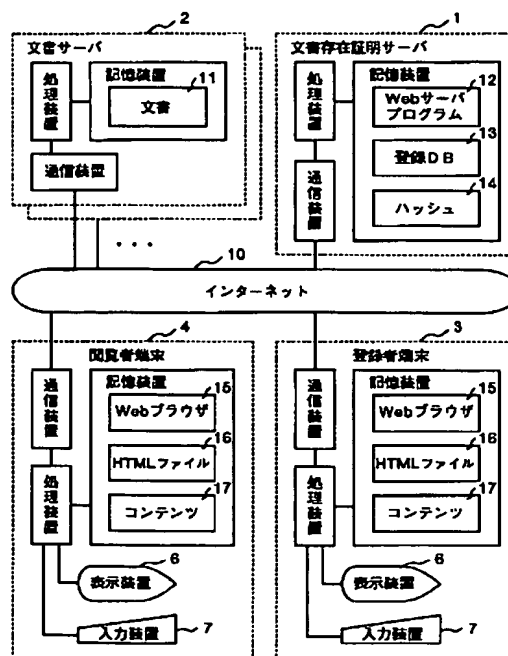 2
文書サーバ
処理装置
記憶装置
11
文書
通信装置
1
文書存在証明サーバ
処理装置
記憶装置
12
Webサーバ
プログラム
13
登録DB
通信装置
14
ハッシュ
・・・
10
インターネット
4
閲覧者端末
通信装置
記憶装置
15
Webブラウザ
16
HTMLファイル
処理装置
17
コンテンツ
6
表示装置
入力装置
7
3
登録者端末
通信装置
記憶装置
15
Webブラウザ
16
HTMLファイル
処理装置
17
コンテンツ
6
表示装置
入力装置
7